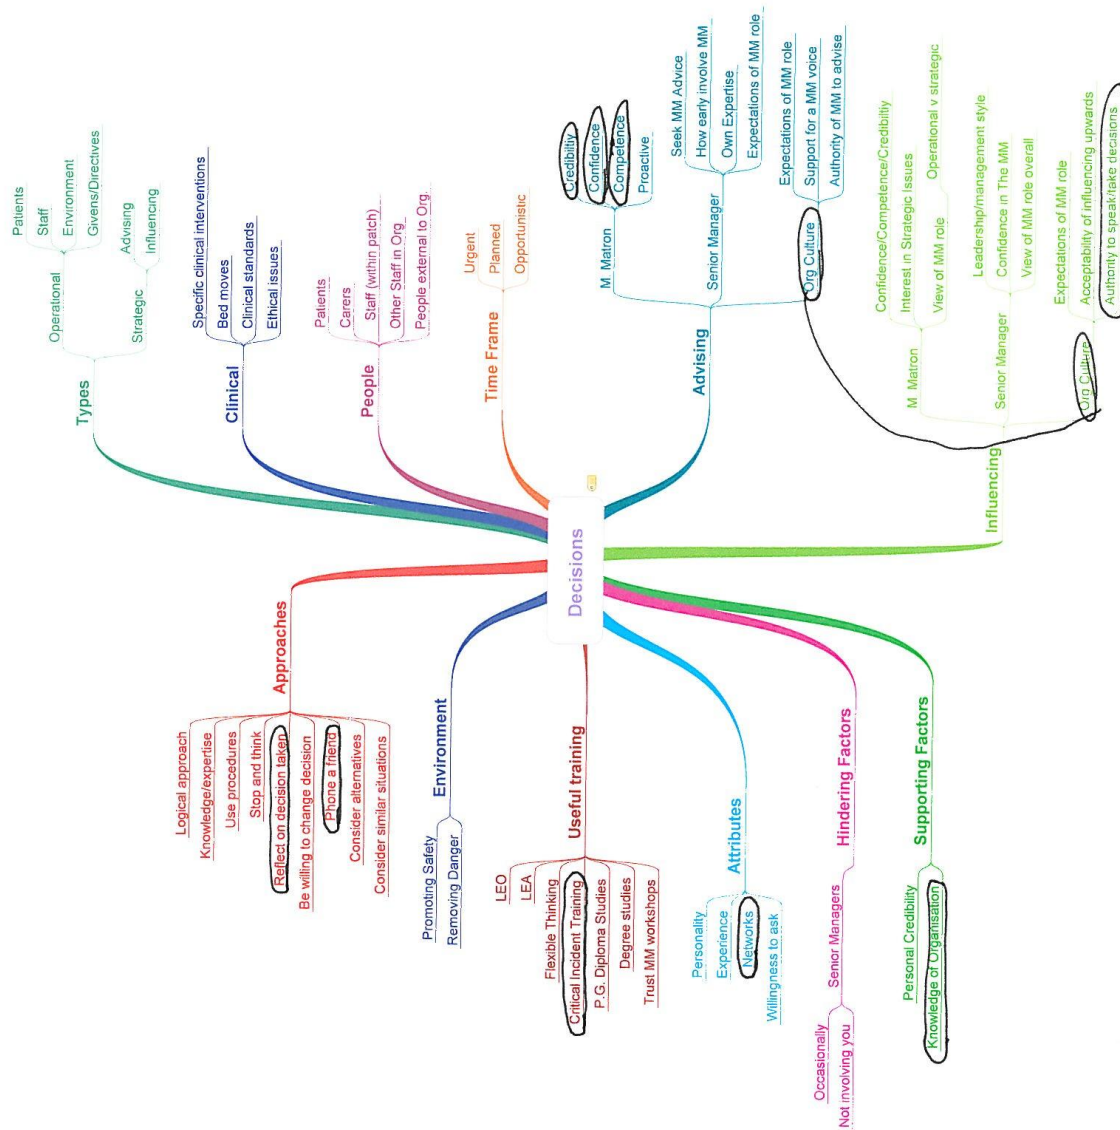 Decisions
Types
Operational
Patients
Staff
Environment
Givens/Directives
Strategic
Advising
Influencing
Clinical
Specific clinical interventions
Bed moves
Clinical standards
Ethical issues
People
Patients
Carers
Staff (within patch)
Other Staff in Org
People external to Org.
Time Frame
Urgent
Planned
Opportunistic
Advising
M. Matron
Credibiltiy
Confidence
Competence
Proactive
Senior Manager
Seek MM Advice
How early involve MM
Own Expertise
Expectations of MM role
Org Culture
Expectations of MM role
Support for a MM voice
Authority of MM to advise
Influencing
M. Matron
Confidence/Competence/Credibiltiy
Interest in Strategic Issues
View of MM role
Operational v strategic
Senior Manager
Leadership/management style
Confidence in The MM
View of MM role overall
Org Culture
Expectations of MM role
Acceptability of influencing upwards
Authority to speak/take decisions
Approaches
Logical approach
Knowledge/expertise
Use procedures
Stop and think
Reflect on decision taken
Be willing to change decision
Phone a friend
Consider alternatives
Consider similar situations
Environment
Promoting Safety
Removing Danger
Useful training
LEO
LEA
Flexible Thinking
Critical Incident Training
P.G. Diploma Studies
Degree studies
Trust MM workshops
Attributes
Personality
Experience
Networks
Willingness to ask
Hindering Factors
Senior Managers
Occasionally
Not involving you
Supporting Factors
Personal Credibility
Knowledge of Organisation